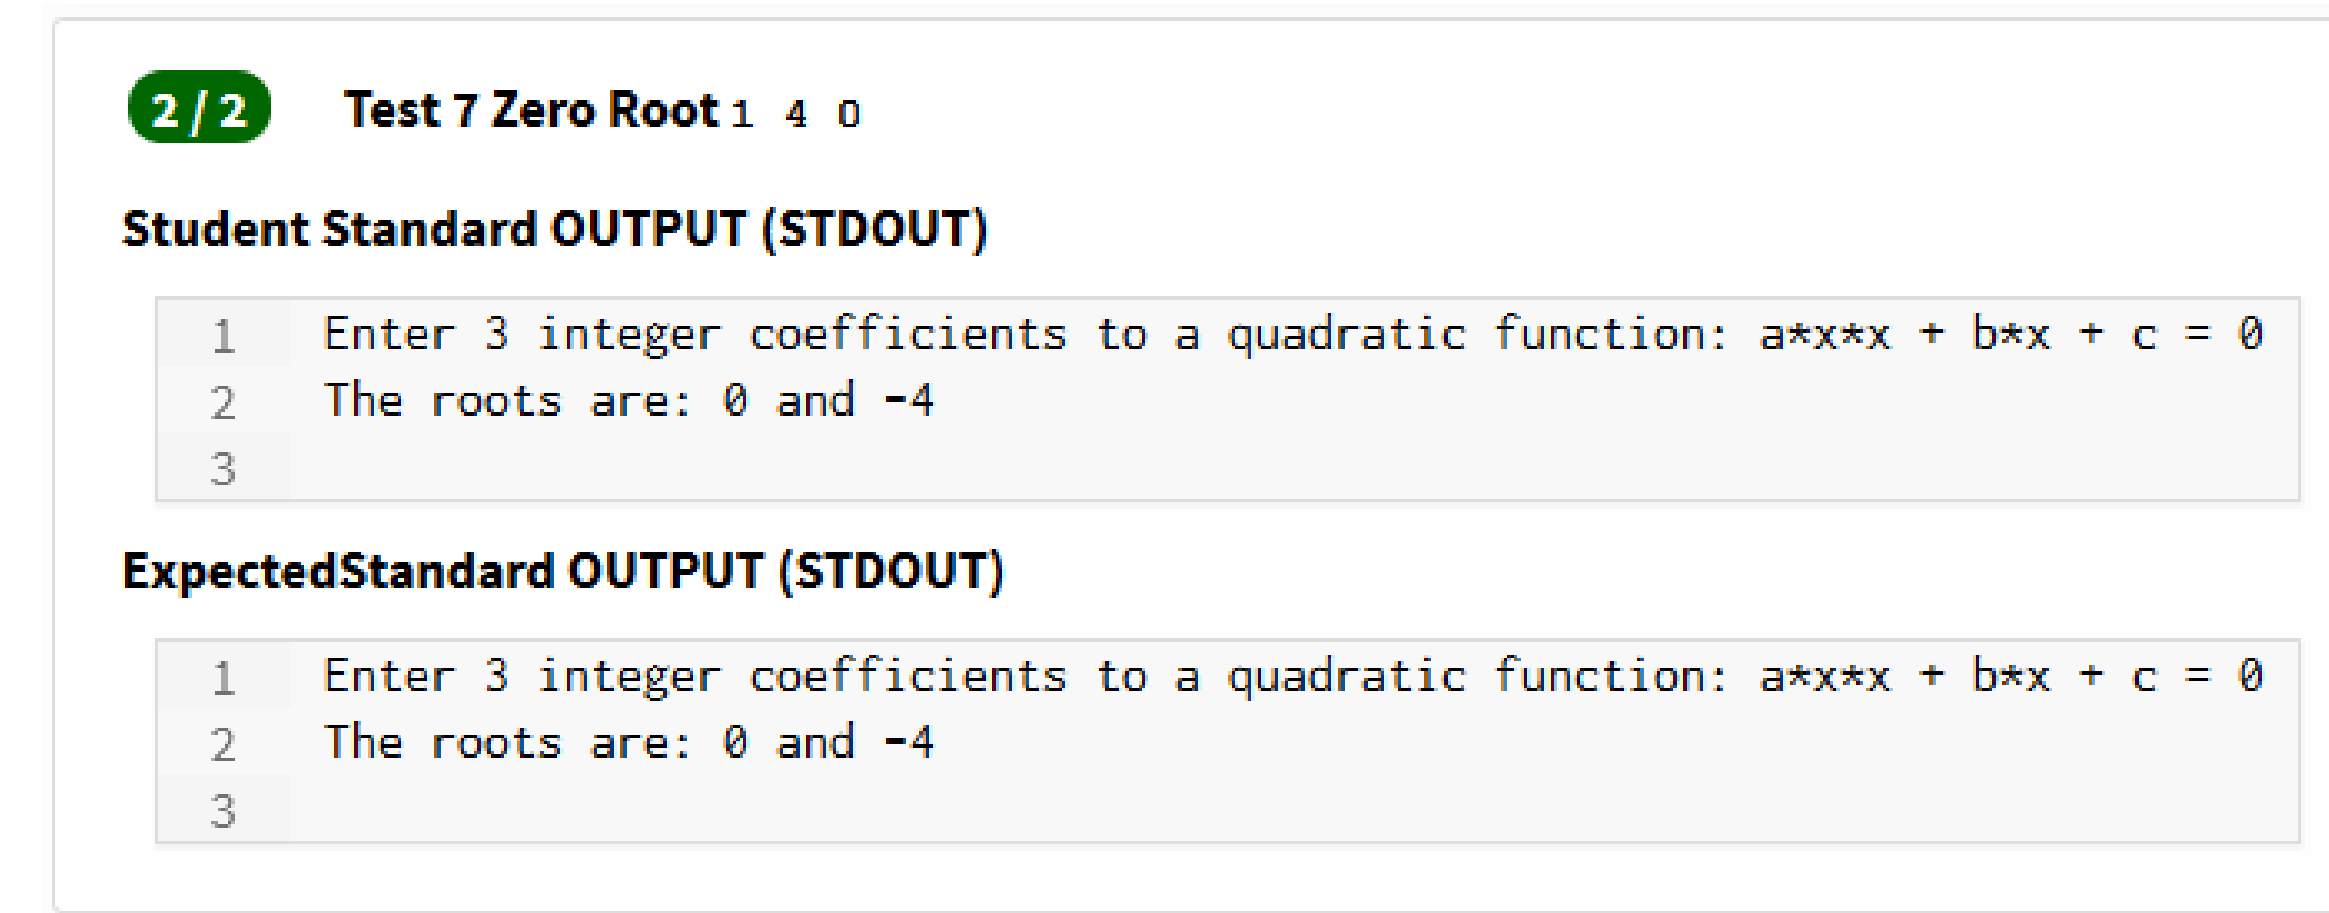 2 / 2 Test 7 Zero Root 1 4 0
Student Standard OUTPUT (STDOUT)
1 Enter 3 integer coefficients to a quadratic function: a*x*x + b*x + c = 0
2 The roots are: 0 and -4
3
ExpectedStandard OUTPUT (STDOUT)
1 Enter 3 integer coefficients to a quadratic function: a*x*x + b*x + c = 0
2 The roots are: 0 and -4
3